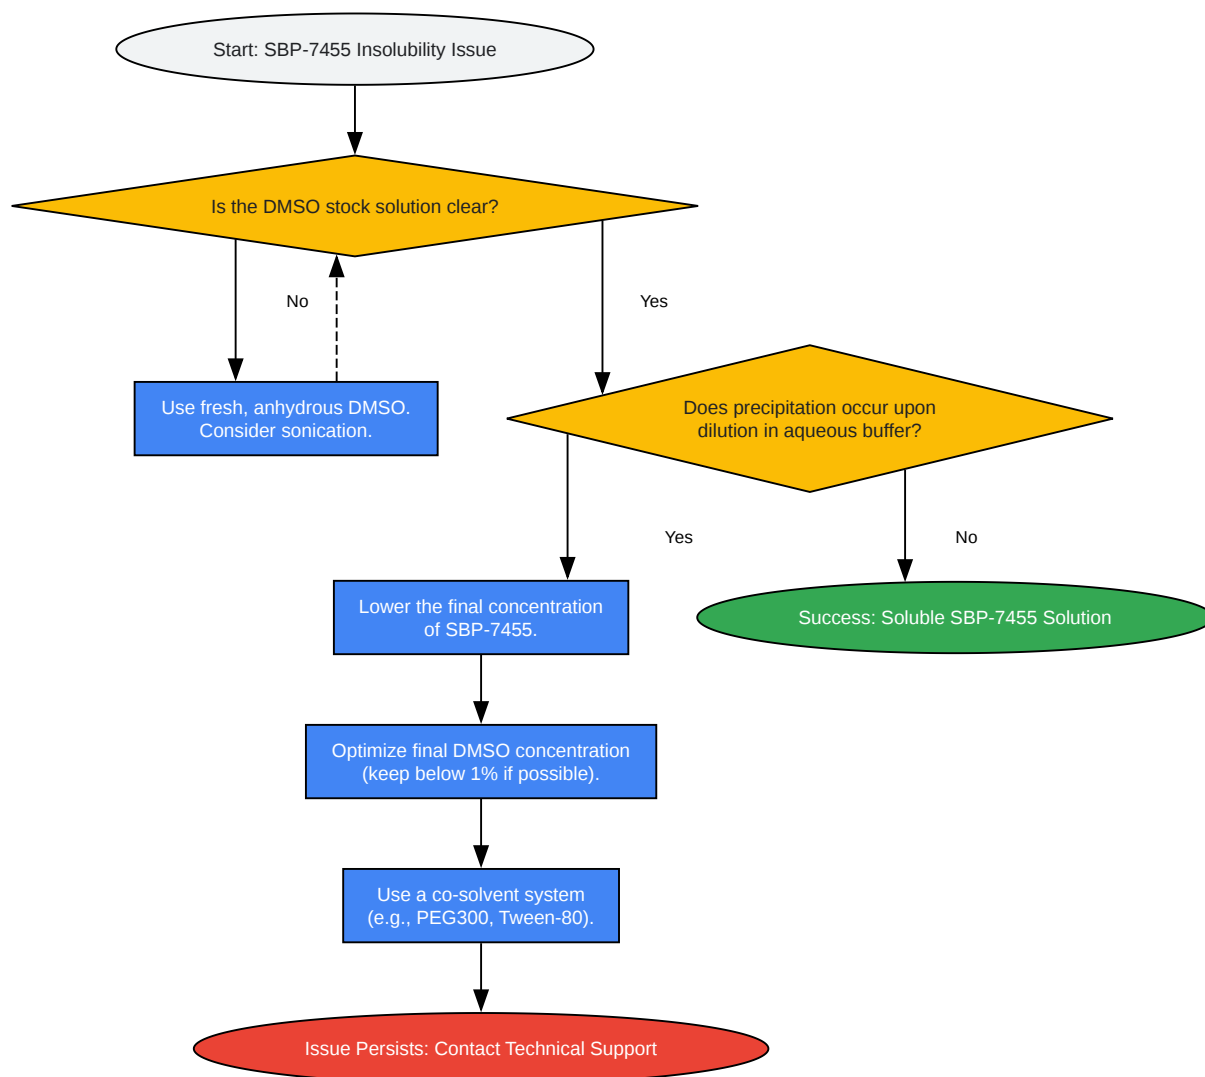 Start: SBP-7455 Insolubility Issue
Is the DMSO stock solution clear?
No
Yes
Use fresh, anhydrous DMSO.
Consider sonication.
Does precipitation occur upon
dilution in aqueous buffer?
Yes
No
Lower the final concentration
of SBP-7455.
Success: Soluble SBP-7455 Solution
Optimize final DMSO concentration
(keep below 1% if possible).
Use a co-solvent system
(e.g., PEG300, Tween-80).
Issue Persists: Contact Technical Support